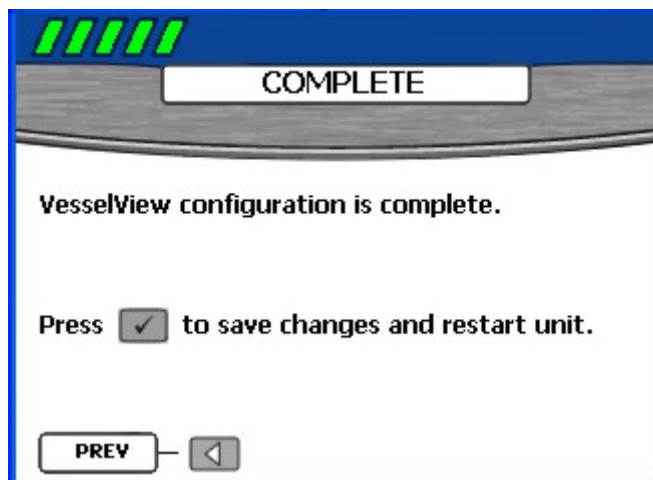 COMPLETE
VesselView configuration is complete.
Press ✓ to save changes and restart unit.
PREV